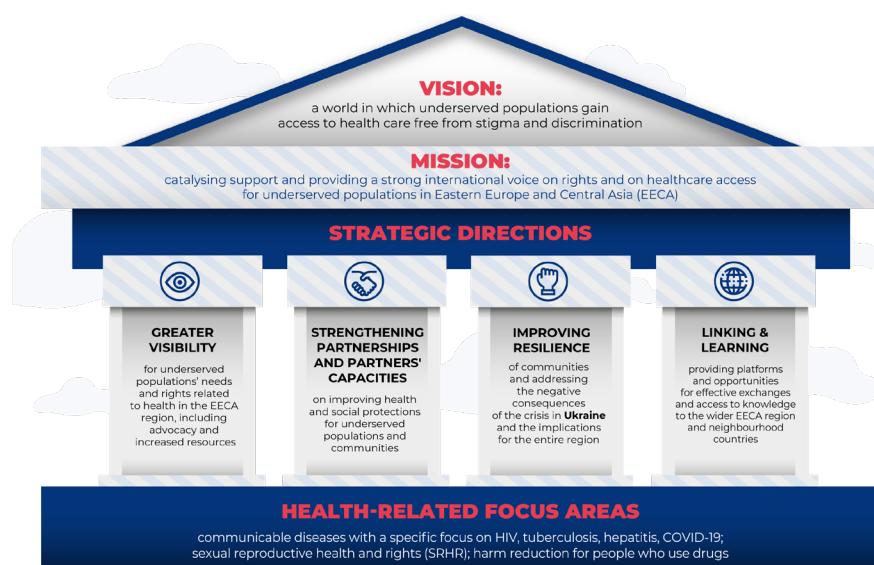 VISION:
a world in which underserved populations gain
access to health care free from stigma and discrimination
MISSION:
catalysing support and providing a strong international voice on rights and on healthcare access
for underserved populations in Eastern Europe and Central Asia (EECA)
STRATEGIC DIRECTIONS
GREATER
VISIBILITY
for underserved
populations' needs
and rights related
to health in the EECA
region, including
advocacy and
increased resources
STRENGTHENING
PARTNERSHIPS
AND PARTNERS'
CAPACITIES
on improving health
and social protections
for underserved
populations and
communities
IMPROVING
RESILIENCE
of communities
and addressing
the negative
consequences
of the crisis in Ukraine
and the implications
for the entire region
LINKING &
LEARNING
providing platforms
and opportunities
for effective exchanges
and access to knowledge
to the wider EECA region
and neighbourhood
countries
HEALTH-RELATED FOCUS AREAS
communicable diseases with a specific focus on HIV, tuberculosis, hepatitis, COVID-19;
sexual reproductive health and rights (SRHR); harm reduction for people who use drugs